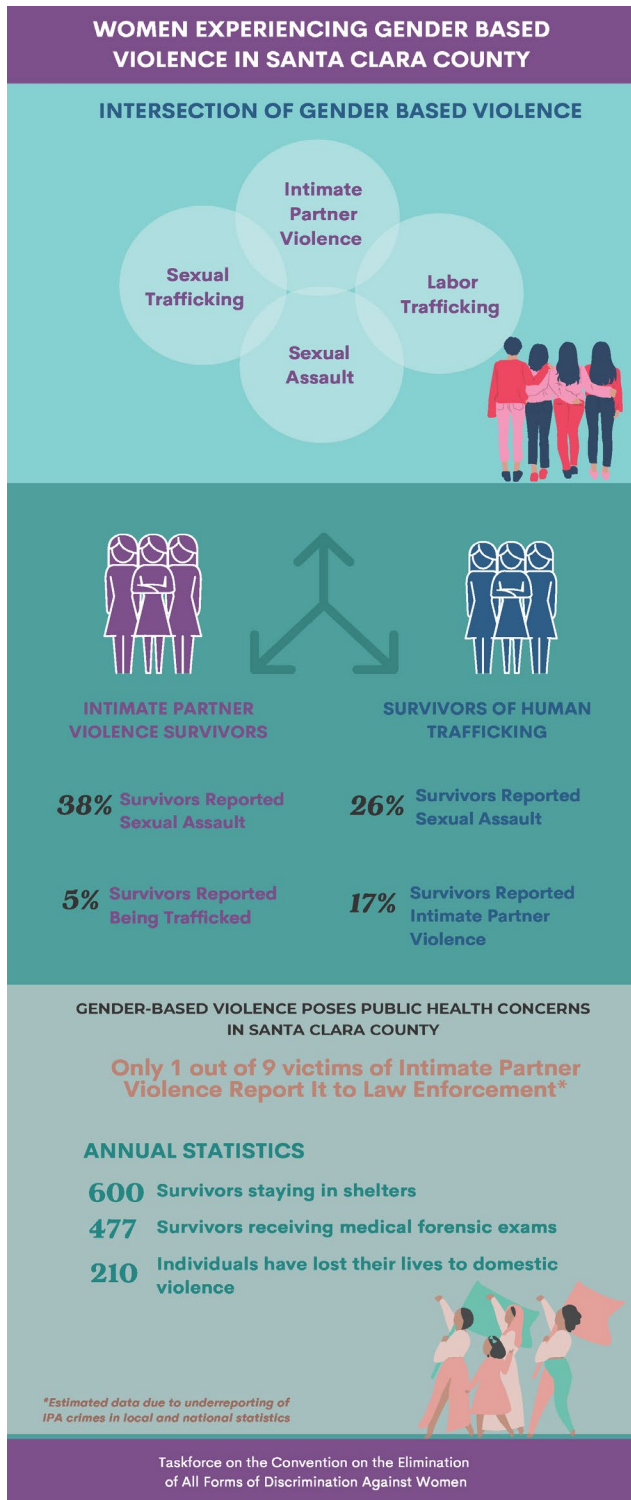 WOMEN EXPERIENCING GENDER BASED
VIOLENCE IN SANTA CLARA COUNTY
INTERSECTION OF GENDER BASED VIOLENCE
Intimate
Partner
Violence
Sexual
Trafficking
Labor
Trafficking
Sexual
Assault
INTIMATE PARTNER
VIOLENCE SURVIVORS
38% Survivors Reported
Sexual Assault
5% Survivors Reported
Being Trafficked
SURVIVORS OF HUMAN
TRAFFICKING
26% Survivors Reported
Sexual Assault
17% Survivors Reported
Intimate Partner
Violence
GENDER-BASED VIOLENCE POSES PUBLIC HEALTH CONCERNS
IN SANTA CLARA COUNTY
Only 1 out of 9 victims of Intimate Partner
Violence Report It to Law Enforcement*
ANNUAL STATISTICS
600 Survivors staying in shelters
477 Survivors receiving medical forensic exams
210 Individuals have lost their lives to domestic
violence
*Estimated data due to underreporting of
IPA crimes in local and national statistics
Taskforce on the Convention on the Elimination
of All Forms of Discrimination Against Women